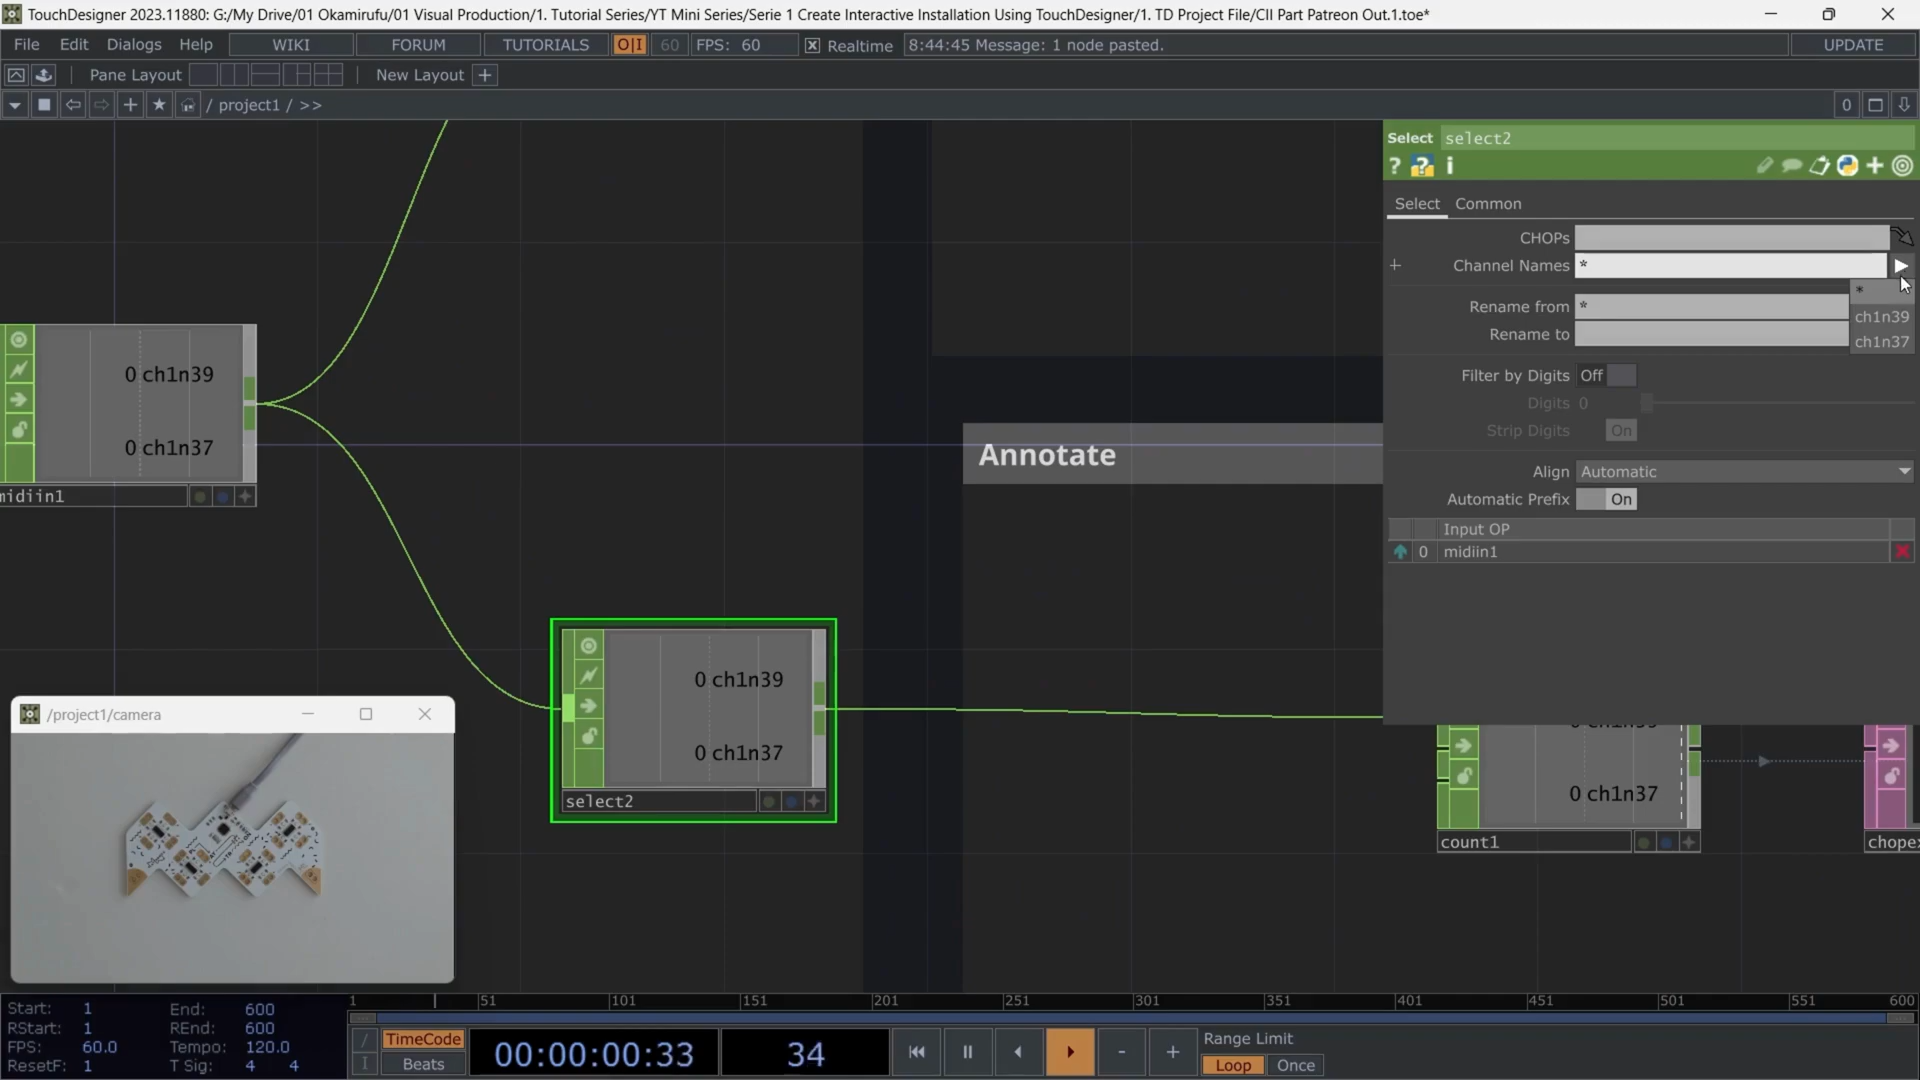 TouchDesigner 2023.11880: G:/My Drive/01 Okamirufu/01 Visual Production/1. Tutorial Series/YT Mini Series/Serie 1 Create Interactive Installation Using TouchDesigner/1. TD Project File/CII Part Patreon Out.1.toe*
File Edit Dialogs Help WIKI FORUM TUTORIALS O|I 60 FPS: 60 Realtime 8:44:45 Message: 1 node pasted. UPDATE
Pane Layout New Layout +
/ project1 / >> 0
Select select2
? ? i
Select Common
CHOPs
+ Channel Names *
*
Rename from *
ch1n39
Rename to
ch1n37
Filter by Digits Off
Digits 0
Strip Digits On
Align Automatic
Automatic Prefix On
Input OP
0 midiin1
0 ch1n39
0 ch1n37
midiin1
Annotate
0 ch1n39
0 ch1n37
select2
0 ch1n37
count1
chope
/project1/camera
Start: 1 End: 600
RStart: 1 REnd: 600
FPS: 60.0 Tempo: 120.0
ResetF: 1 T Sig: 4 4
1 51 101 151 201 251 301 351 401 451 501 551 600
TimeCode
Beats
00:00:00:33
34
- +
Range Limit
Loop Once